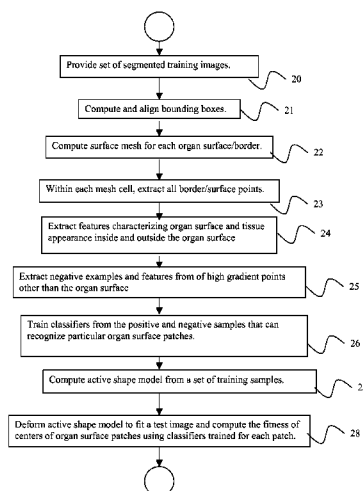 Provide set of segmented training images.
20
Compute and align bounding boxes.
21
Compute surface mesh for each organ surface/border.
22
Within each mesh cell, extract all border/surface points.
23
Extract features characterizing organ surface and tissue
appearance inside and outside the organ surface
24
Extract negative examples and features from of high gradient points
other than the organ surface
25
Train classifiers from the positive and negative samples that can
recognize particular organ surface patches.
26
Compute active shape model from a set of training samples.
2
Deform active shape model to fit a test image and compute the fitness of
centers of organ surface patches using classifiers trained for each patch.
28